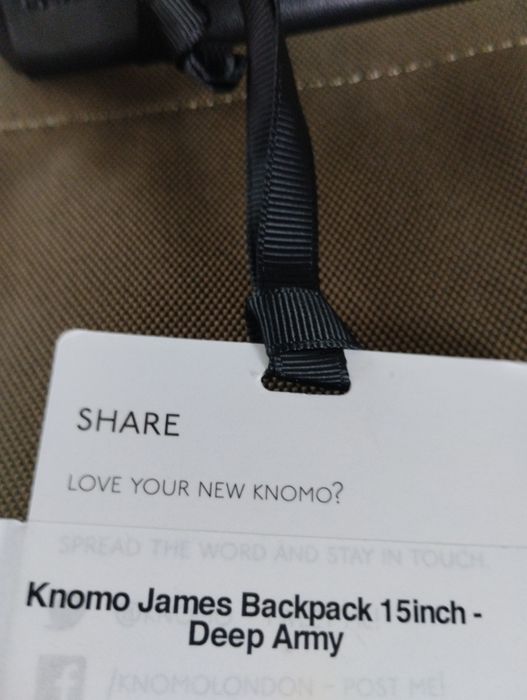 SHARE
LOVE YOUR NEW KNOMO?
SPREAD THE WORD AND STAY IN TOUCH.
Knomo James Backpack 15inch -
Deep Army
/KNOMOLONDON - POST ME!